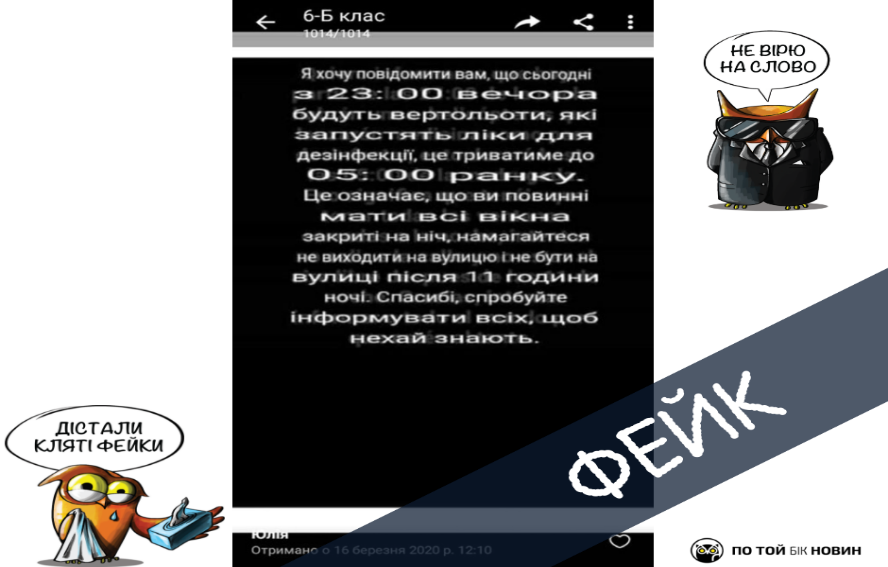 6-Б клас
1014/1014
НЕ ВІРЮ
НА СЛОВО
Я хочу повідомити вам, що сьогодні
з 23: 00 вечора
будуть вертольоти, які
запустять ліки для
дезінфекції, це триватиме до
05: 00 ранку.
Це означає, що ви повинні
мати всі вікна
закриті на ніч, намагайтеся
не виходити на вулицю і не бути на
вулиці після 11 години
ночі. Спасибі, спробуйте
інформувати всіх, щоб
нехай знають.
ФЕЙК
ДІСТАЛИ
КЛЯТІ ФЕЙКИ
Юлія
Отримано о 16 березня 2020 р. 12:10
ПО ТОЙ БІК НОВИН